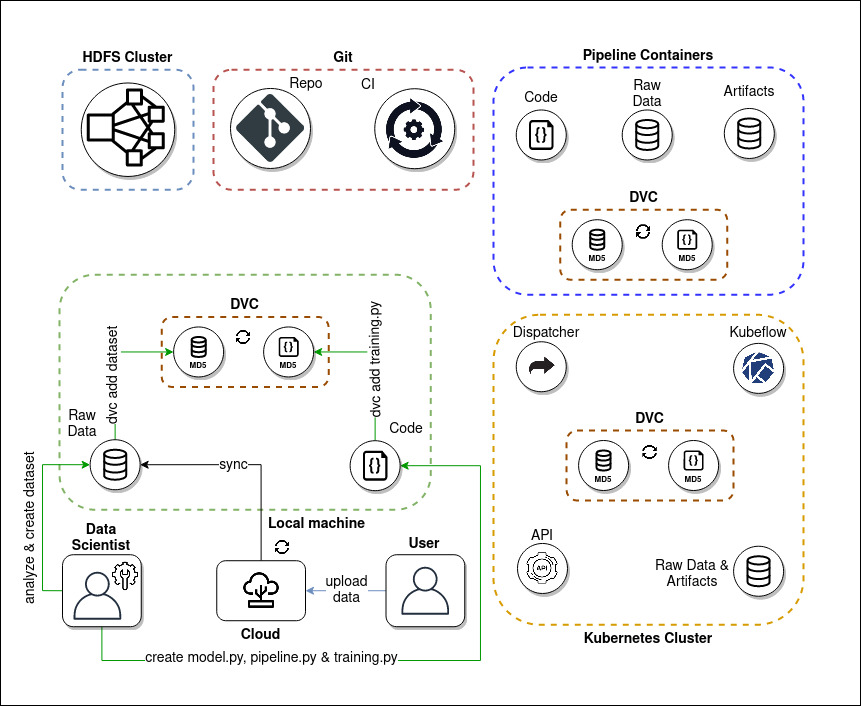 HDFS Cluster
Git
Repo
CI
Pipeline Containers
Code
Raw
Data
Artifacts
DVC
MD5
MD5
DVC
MD5
MD5
dvc add dataset
dvc add training.py
Raw
Data
Code
sync
analyze & create dataset
Local machine
Data
Scientist
User
upload
data
Cloud
create model.py, pipeline.py & training.py
Dispatcher
Kubeflow
DVC
MD5
MD5
API
API
Raw Data &
Artifacts
Kubernetes Cluster